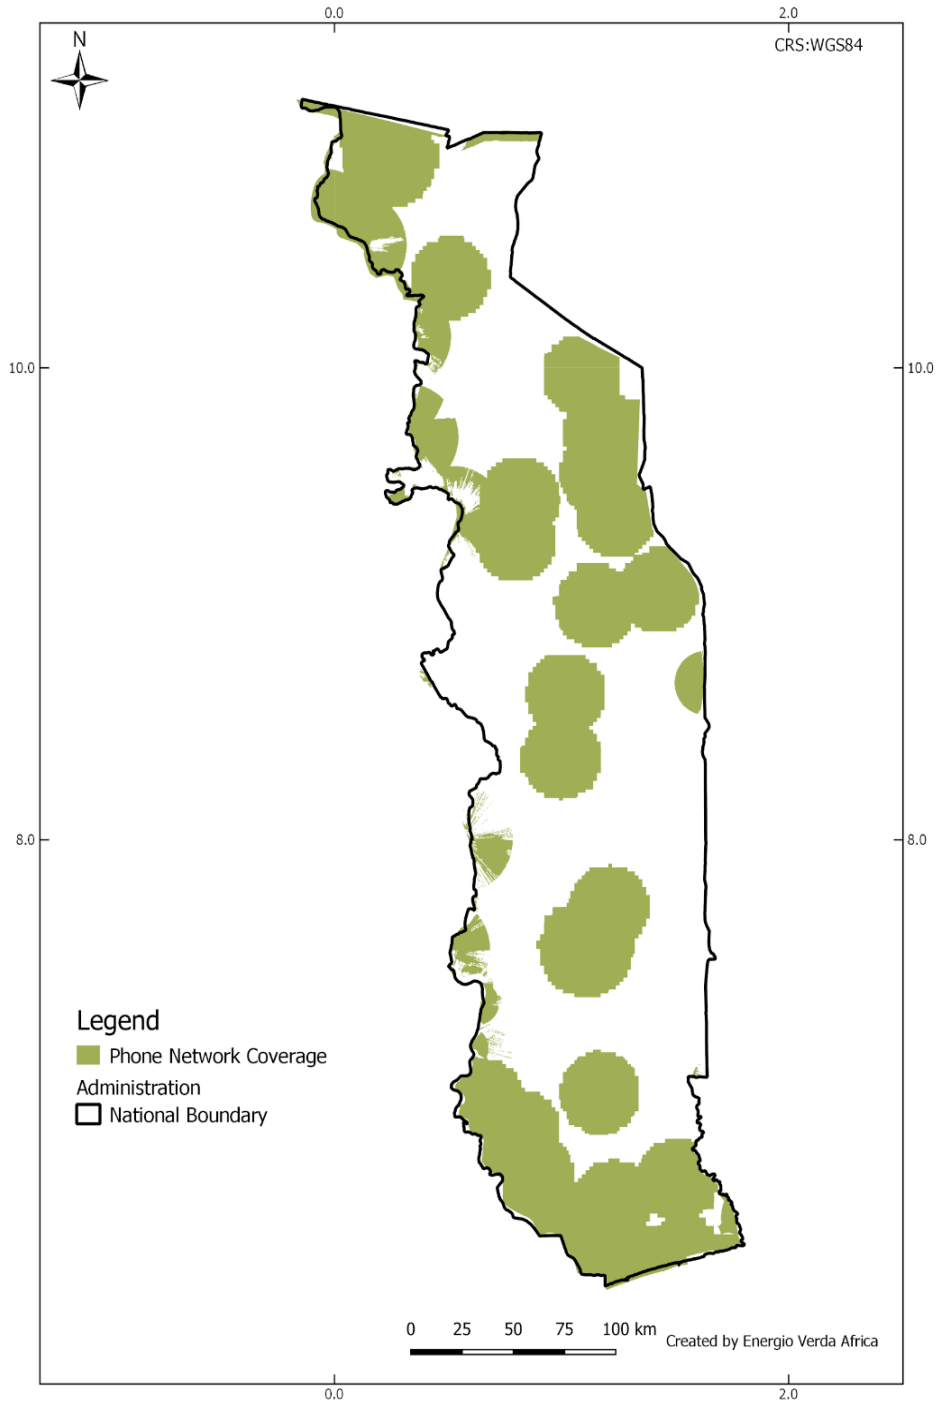 0.0 2.0
N
CRS:WGS84
10.0 10.0
8.0 8.0
Legend
Phone Network Coverage
Administration
National Boundary
0 25 50 75 100 km
Created by Energio Verda Africa
0.0 2.0